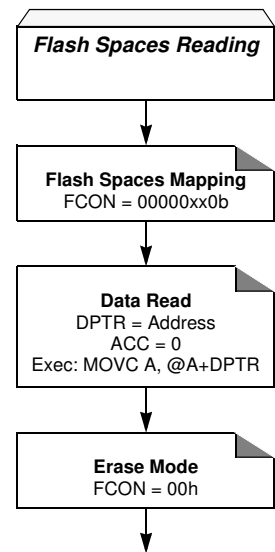 Flash Spaces Reading
Flash Spaces Mapping
FCON = 00000xx0b
Data Read
DPTR = Address
ACC = 0
Exec: MOVC A, @A+DPTR
Erase Mode
FCON = 00h